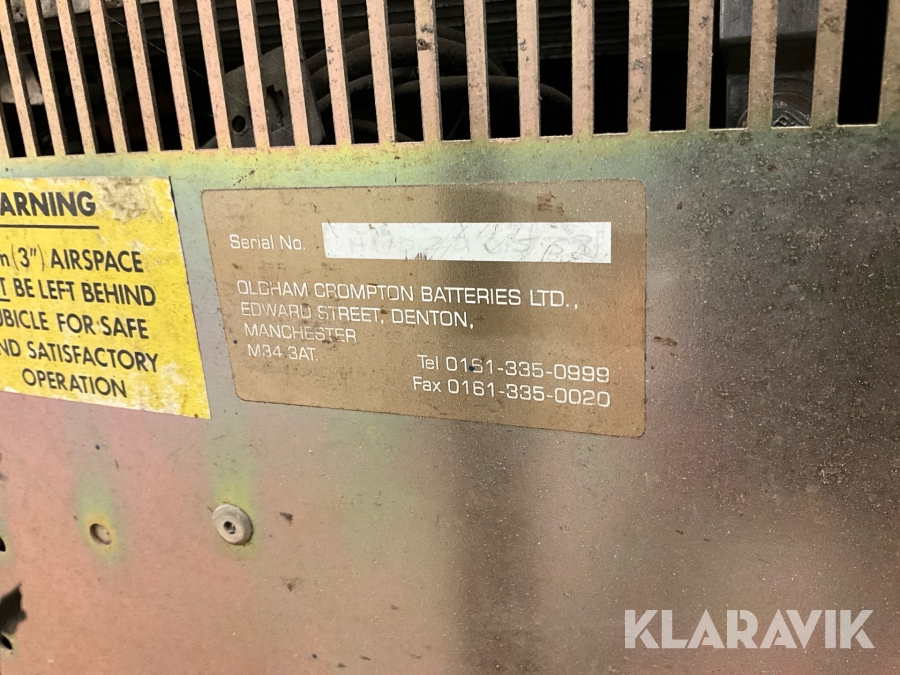 ARNING
(3") AIRSPACE
BE LEFT BEHIND
UBICLE FOR SAFE
ND SATISFACTORY
OPERATION
Serial No.
OLDHAM CROMPTON BATTERIES LTD.,
EDWARD STREET, DENTON,
MANCHESTER
M34 3AT.
Tel 0161-335-0999
Fax 0161-335-0020
KLARAVIK